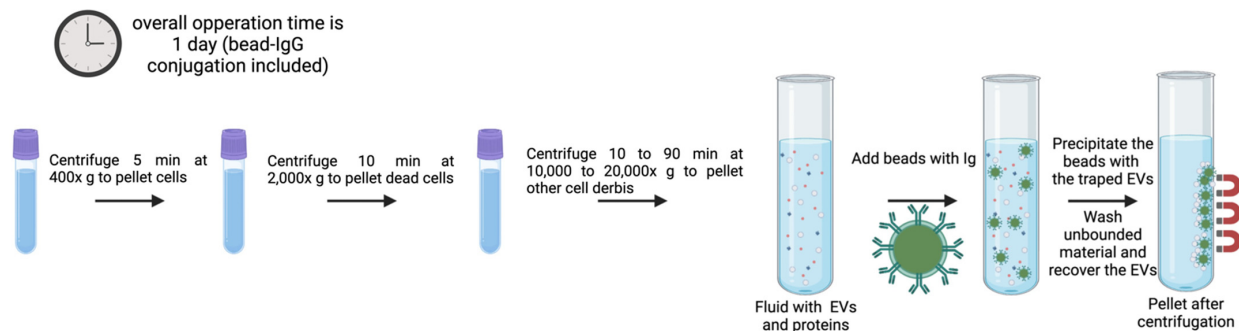 overall opperation time is
1 day (bead-IgG
conjugation included)
Centrifuge 5 min at
400x g to pellet cells
Centrifuge 10 min at
2,000x g to pellet dead cells
Centrifuge 10 to 90 min at
10,000 to 20,000x g to pellet
other cell derbis
Fluid with EVs
and proteins
Add beads with Ig
Precipitate the
beads with
the traped EVs
Wash
unbounded
material and
recover the EVs
Pellet after
centrifugation